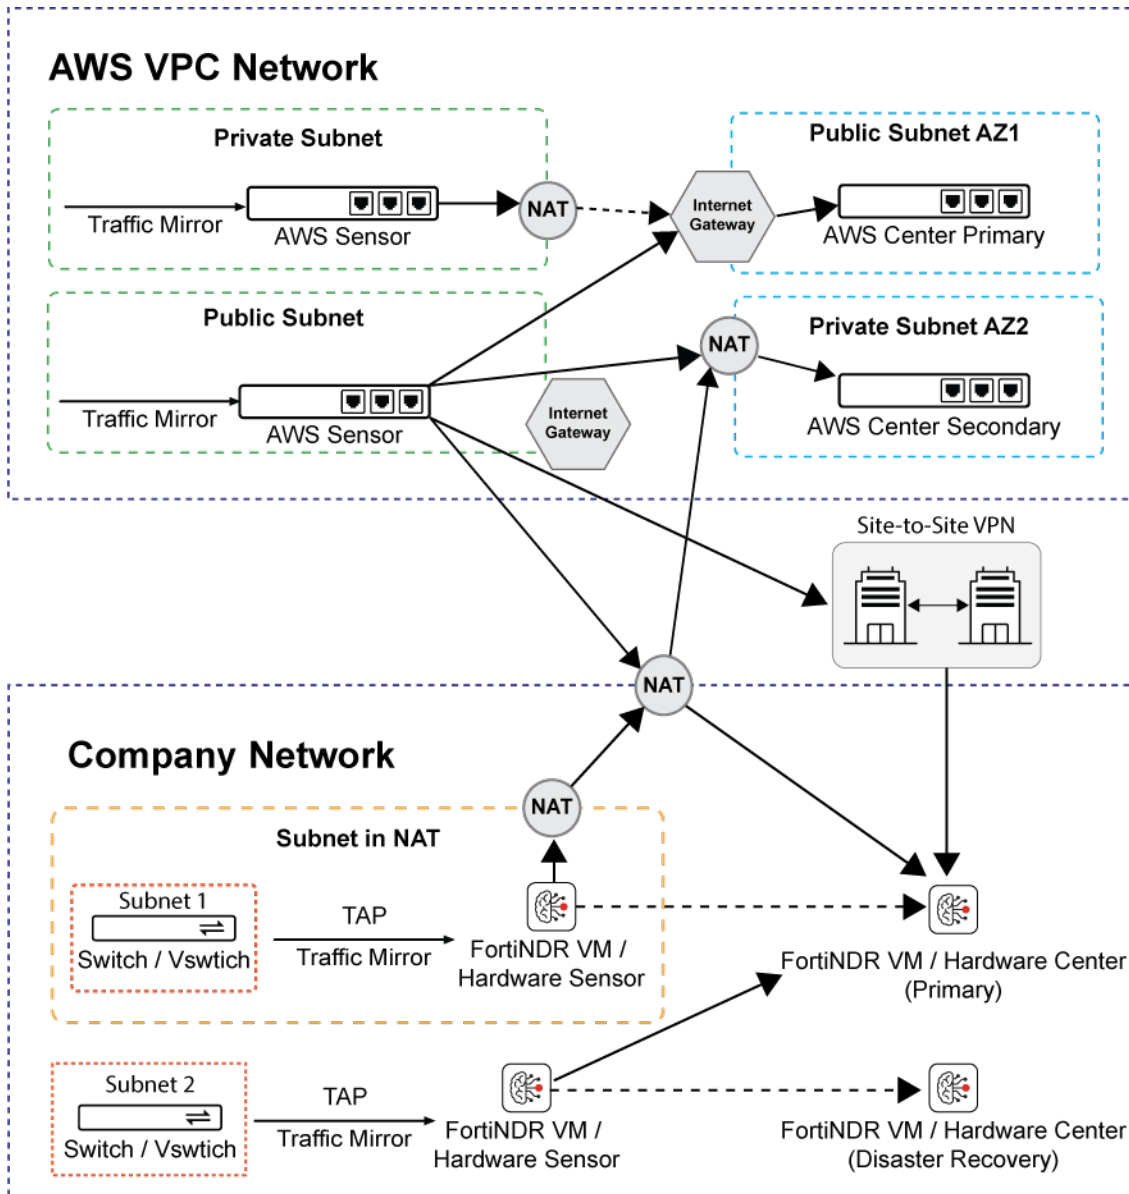 AWS VPC Network
Private Subnet
Traffic Mirror
AWS Sensor
NAT
Internet
Gateway
Public Subnet AZ1
AWS Center Primary
Public Subnet
Traffic Mirror
AWS Sensor
Internet
Gateway
NAT
Private Subnet AZ2
AWS Center Secondary
Site-to-Site VPN
NAT
Company Network
NAT
Subnet in NAT
Subnet 1
Switch / Vswtich
TAP
Traffic Mirror
FortiNDR VM /
Hardware Sensor
FortiNDR VM / Hardware Center
(Primary)
Subnet 2
Switch / Vswtich
TAP
Traffic Mirror
FortiNDR VM /
Hardware Sensor
FortiNDR VM / Hardware Center
(Disaster Recovery)